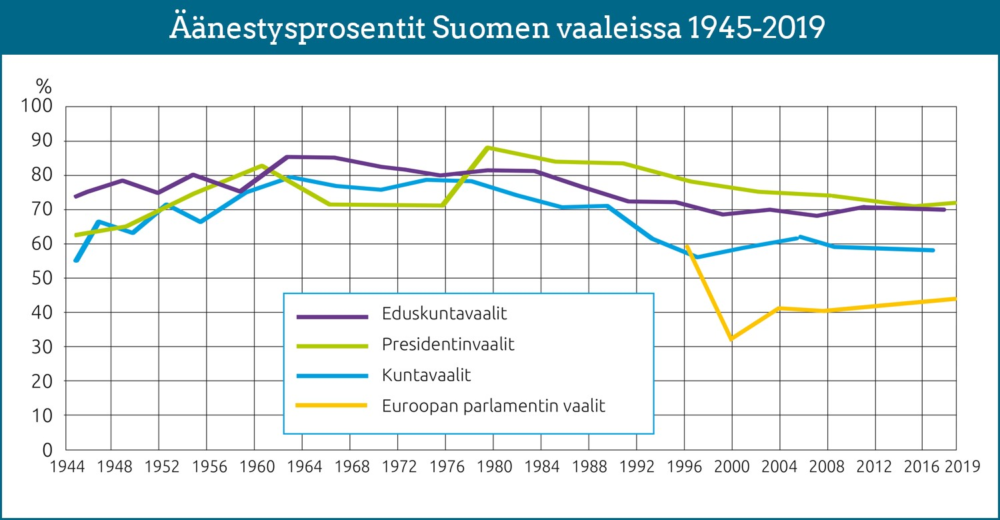 Äänestysprosentit Suomen vaaleissa 1945-2019
%
100
90
80
70
60
50
40
30
20
10
0
Eduskuntavaalit
Presidentinvaalit
Kuntavaalit
Euroopan parlamentin vaalit
1944 1948 1952 1956 1960 1964 1968 1972 1976 1980 1984 1988 1992 1996 2000 2004 2008 2012 2016 2019